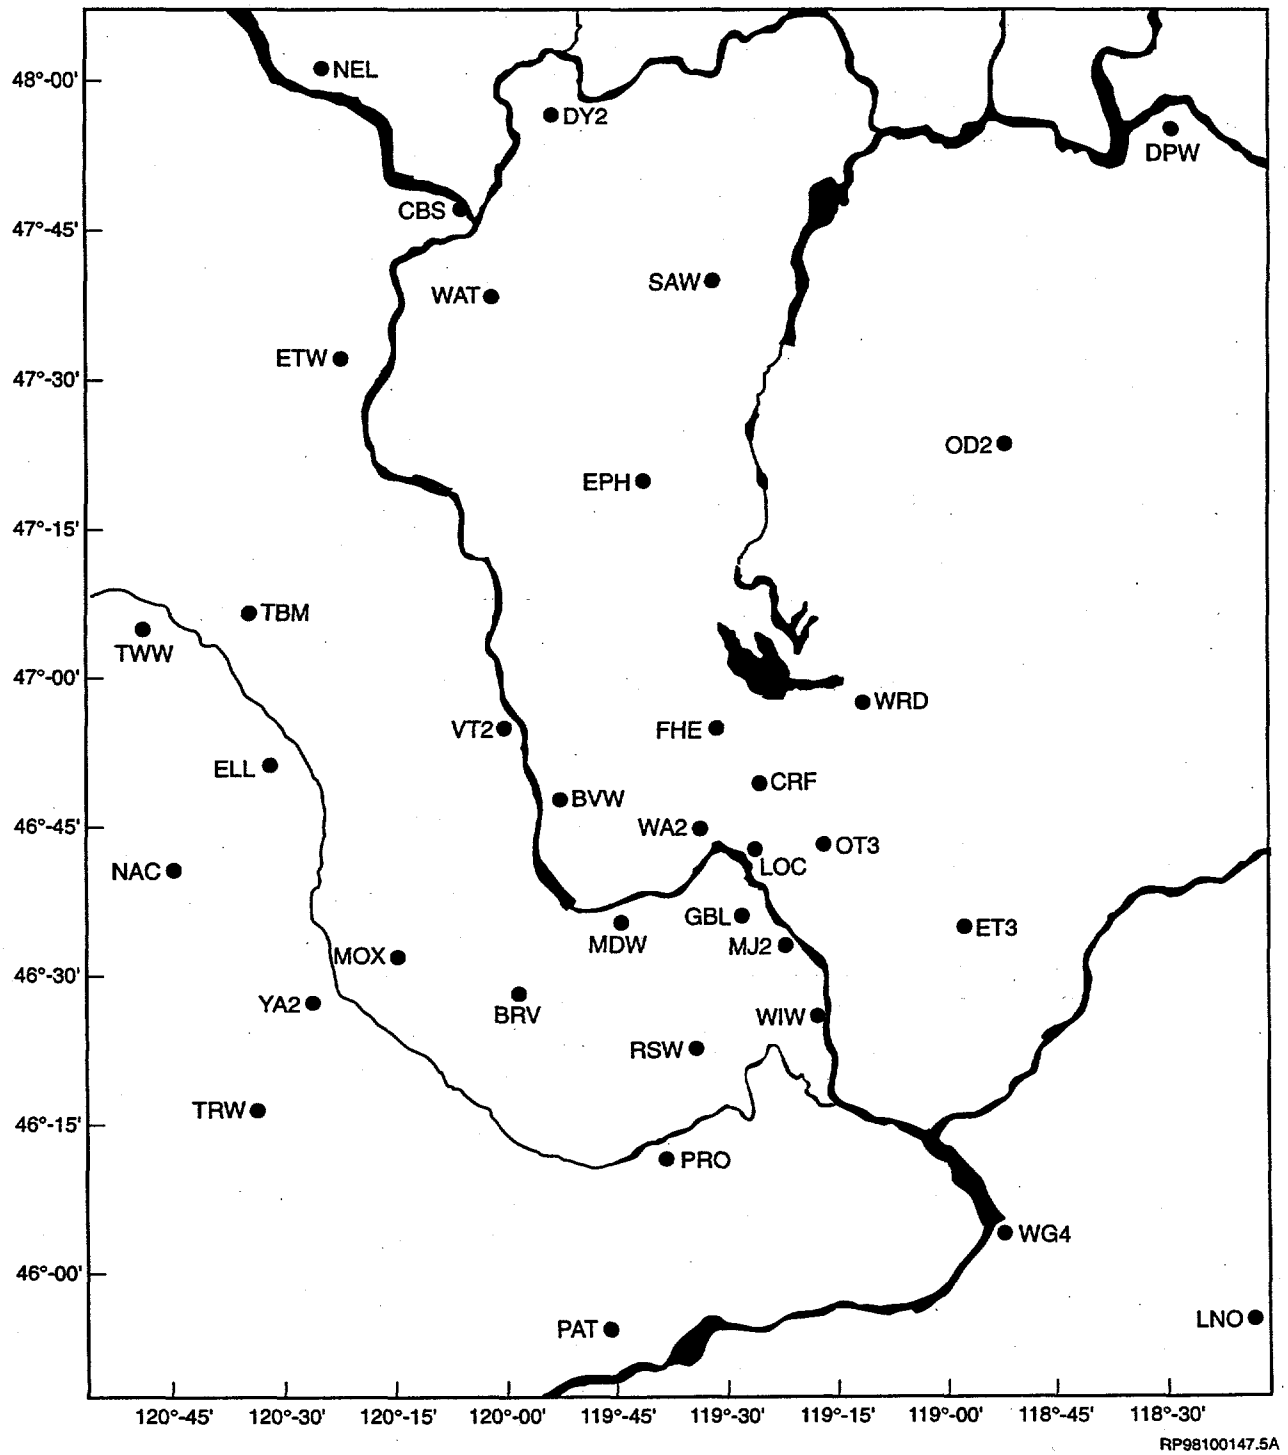 NEL
48°-00'
DY2
DPW
CBS
47°-45'
SAW
WAT
ETW
47°-30'
OD2
EPH
47°-15'
TBM
TWW
47°-00'
WRD
VT2
FHE
ELL
CRF
BVW
WA2
46°-45'
OT3
LOC
NAC
GBL
ET3
MDW
MJ2
MOX
46°-30'
YA2
BRV
WIW
RSW
TRW
46°-15'
PRO
WG4
46°-00'
LNO
PAT
120°-45' 120°-30' 120°-15' 120°-00' 119°-45' 119°-30' 119°-15' 119°-00' 118°-45' 118°-30'
RP98100147.5A